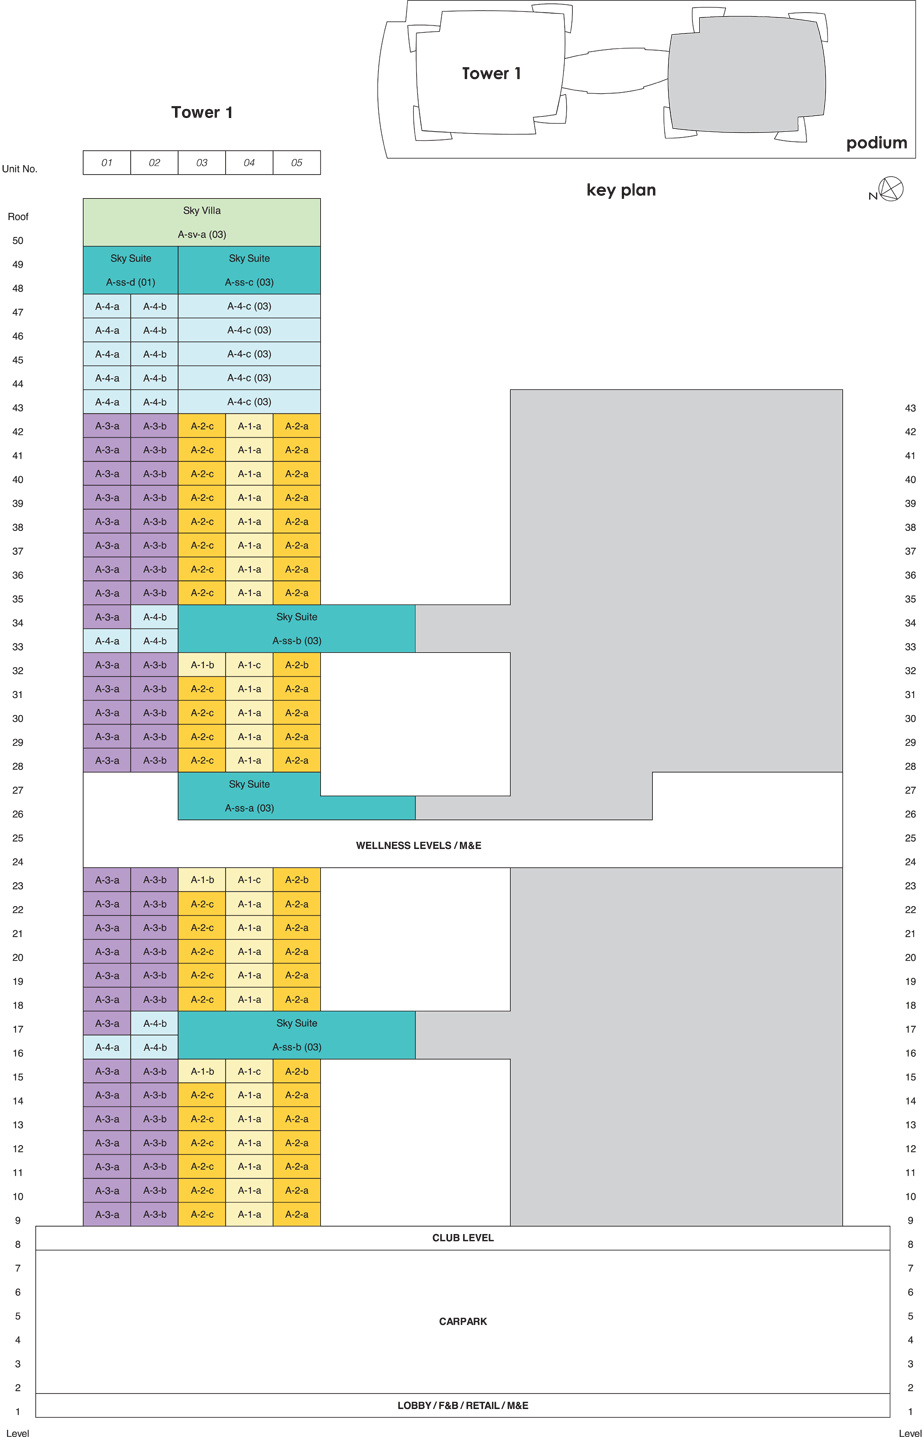 Tower 1
podium
key plan
N
Tower 1
Unit No. 01 02 03 04 05
Roof
Sky Villa
A-sv-a (03)
50
49 Sky Suite Sky Suite
48 A-ss-d (01) A-ss-c (03)
47 A-4-a A-4-b A-4-c (03)
46 A-4-a A-4-b A-4-c (03)
45 A-4-a A-4-b A-4-c (03)
44 A-4-a A-4-b A-4-c (03)
43 A-4-a A-4-b A-4-c (03) 43
42 A-3-a A-3-b A-2-c A-1-a A-2-a 42
41 A-3-a A-3-b A-2-c A-1-a A-2-a 41
40 A-3-a A-3-b A-2-c A-1-a A-2-a 40
39 A-3-a A-3-b A-2-c A-1-a A-2-a 39
38 A-3-a A-3-b A-2-c A-1-a A-2-a 38
37 A-3-a A-3-b A-2-c A-1-a A-2-a 37
36 A-3-a A-3-b A-2-c A-1-a A-2-a 36
35 A-3-a A-3-b A-2-c A-1-a A-2-a 35
34 A-3-a A-4-b Sky Suite 34
33 A-4-a A-4-b A-ss-b (03) 33
32 A-3-a A-3-b A-1-b A-1-c A-2-b 32
31 A-3-a A-3-b A-2-c A-1-a A-2-a 31
30 A-3-a A-3-b A-2-c A-1-a A-2-a 30
29 A-3-a A-3-b A-2-c A-1-a A-2-a 29
28 A-3-a A-3-b A-2-c A-1-a A-2-a 28
27 Sky Suite 27
26 A-ss-a (03) 26
25 WELLNESS LEVELS / M&E 25
24 24
23 A-3-a A-3-b A-1-b A-1-c A-2-b 23
22 A-3-a A-3-b A-2-c A-1-a A-2-a 22
21 A-3-a A-3-b A-2-c A-1-a A-2-a 21
20 A-3-a A-3-b A-2-c A-1-a A-2-a 20
19 A-3-a A-3-b A-2-c A-1-a A-2-a 19
18 A-3-a A-3-b A-2-c A-1-a A-2-a 18
17 A-3-a A-4-b Sky Suite 17
16 A-4-a A-4-b A-ss-b (03) 16
15 A-3-a A-3-b A-1-b A-1-c A-2-b 15
14 A-3-a A-3-b A-2-c A-1-a A-2-a 14
13 A-3-a A-3-b A-2-c A-1-a A-2-a 13
12 A-3-a A-3-b A-2-c A-1-a A-2-a 12
11 A-3-a A-3-b A-2-c A-1-a A-2-a 11
10 A-3-a A-3-b A-2-c A-1-a A-2-a 10
9 A-3-a A-3-b A-2-c A-1-a A-2-a 9
8 CLUB LEVEL 8
7 7
6 6
5 CARPARK 5
4 4
3 3
2 2
1 LOBBY / F&B / RETAIL / M&E 1
Level Level